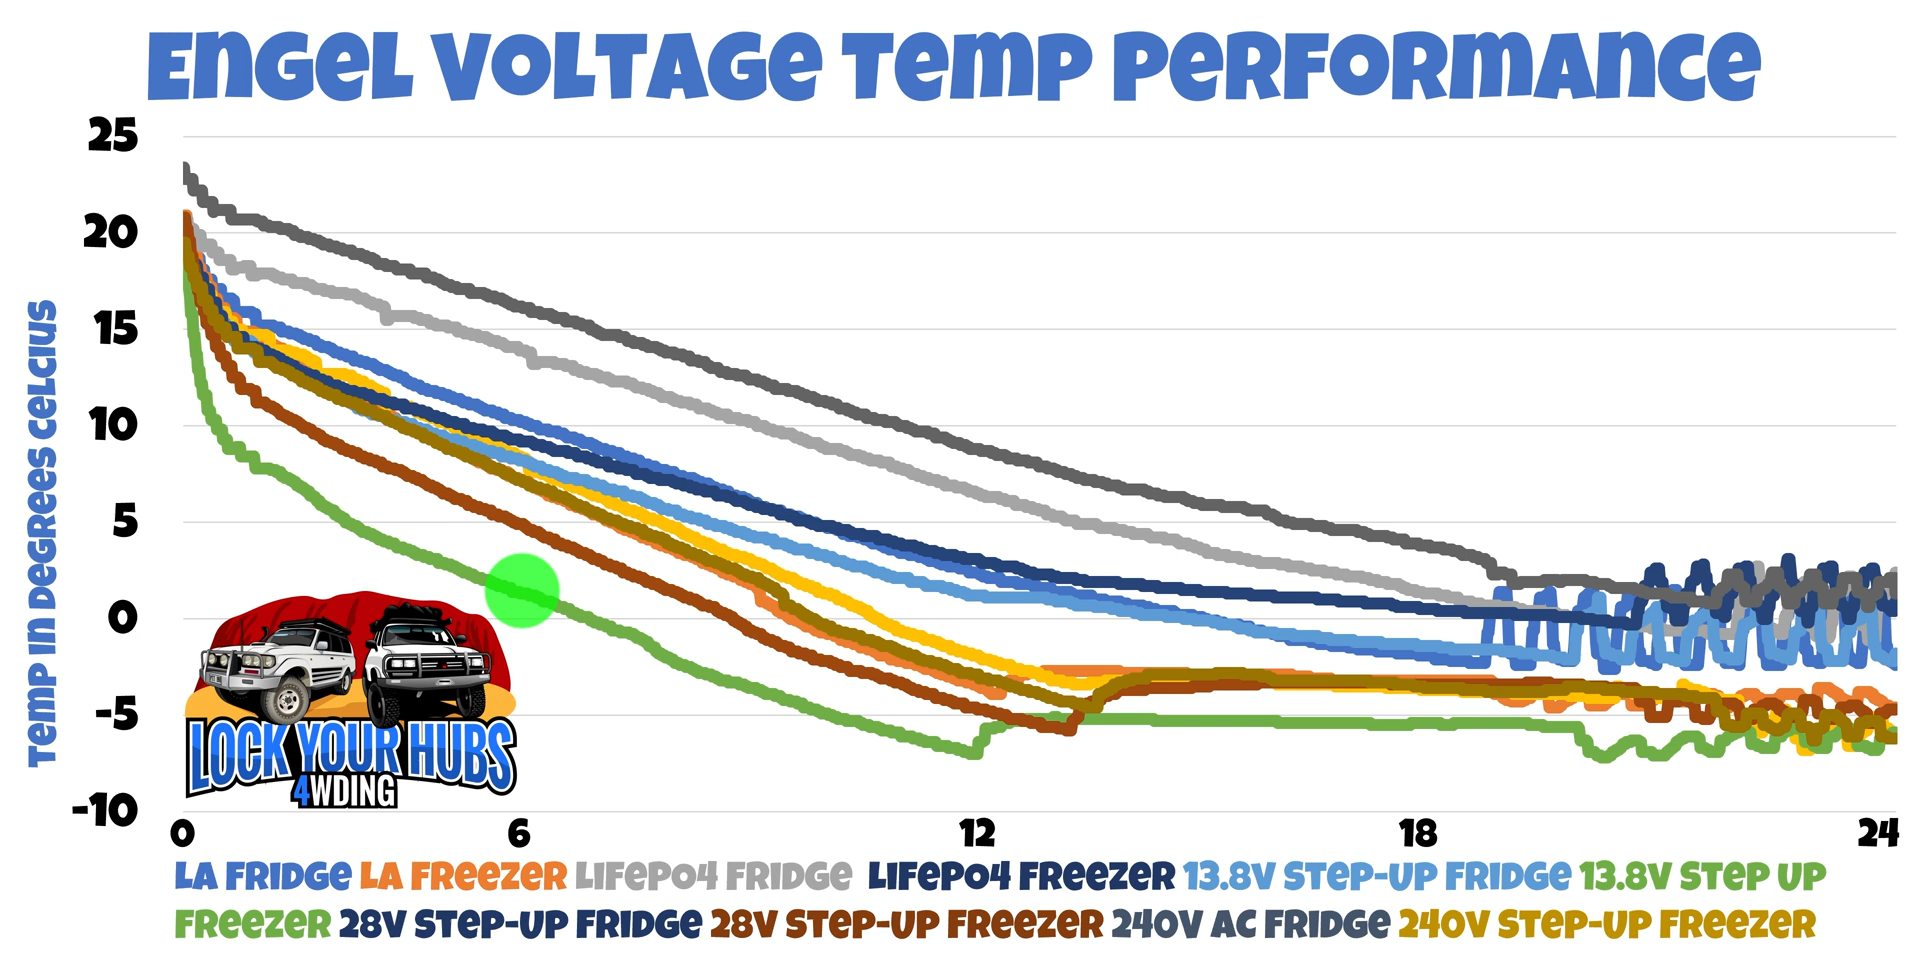 Engel Voltage Temp Performance
Temp in Degrees Celcius
25
20
15
10
5
0
-5
-10
LOCK YOUR HUBS
4WDING
0 6 12 18 24
LA Fridge LA Freezer LiFePo4 Fridge LiFePo4 Freezer 13.8v Step-up Fridge 13.8v Step up
Freezer 28v Step-up Fridge 28v Step-up Freezer 240v AC Fridge 240v Step-up Freezer